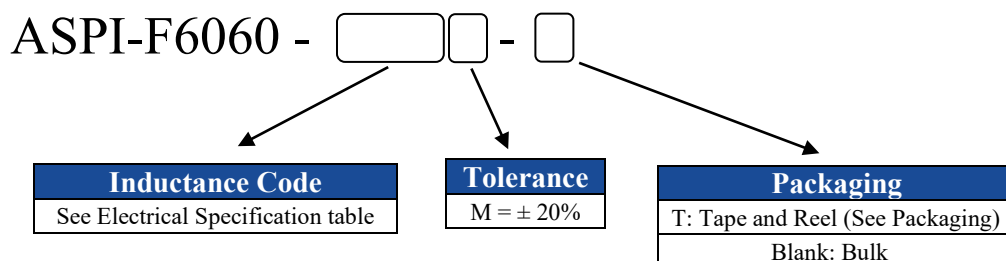 ASPI-F6060 - -
Inductance Code
See Electrical Specification table
Tolerance
M = ± 20%
Packaging
T: Tape and Reel (See Packaging)
Blank: Bulk